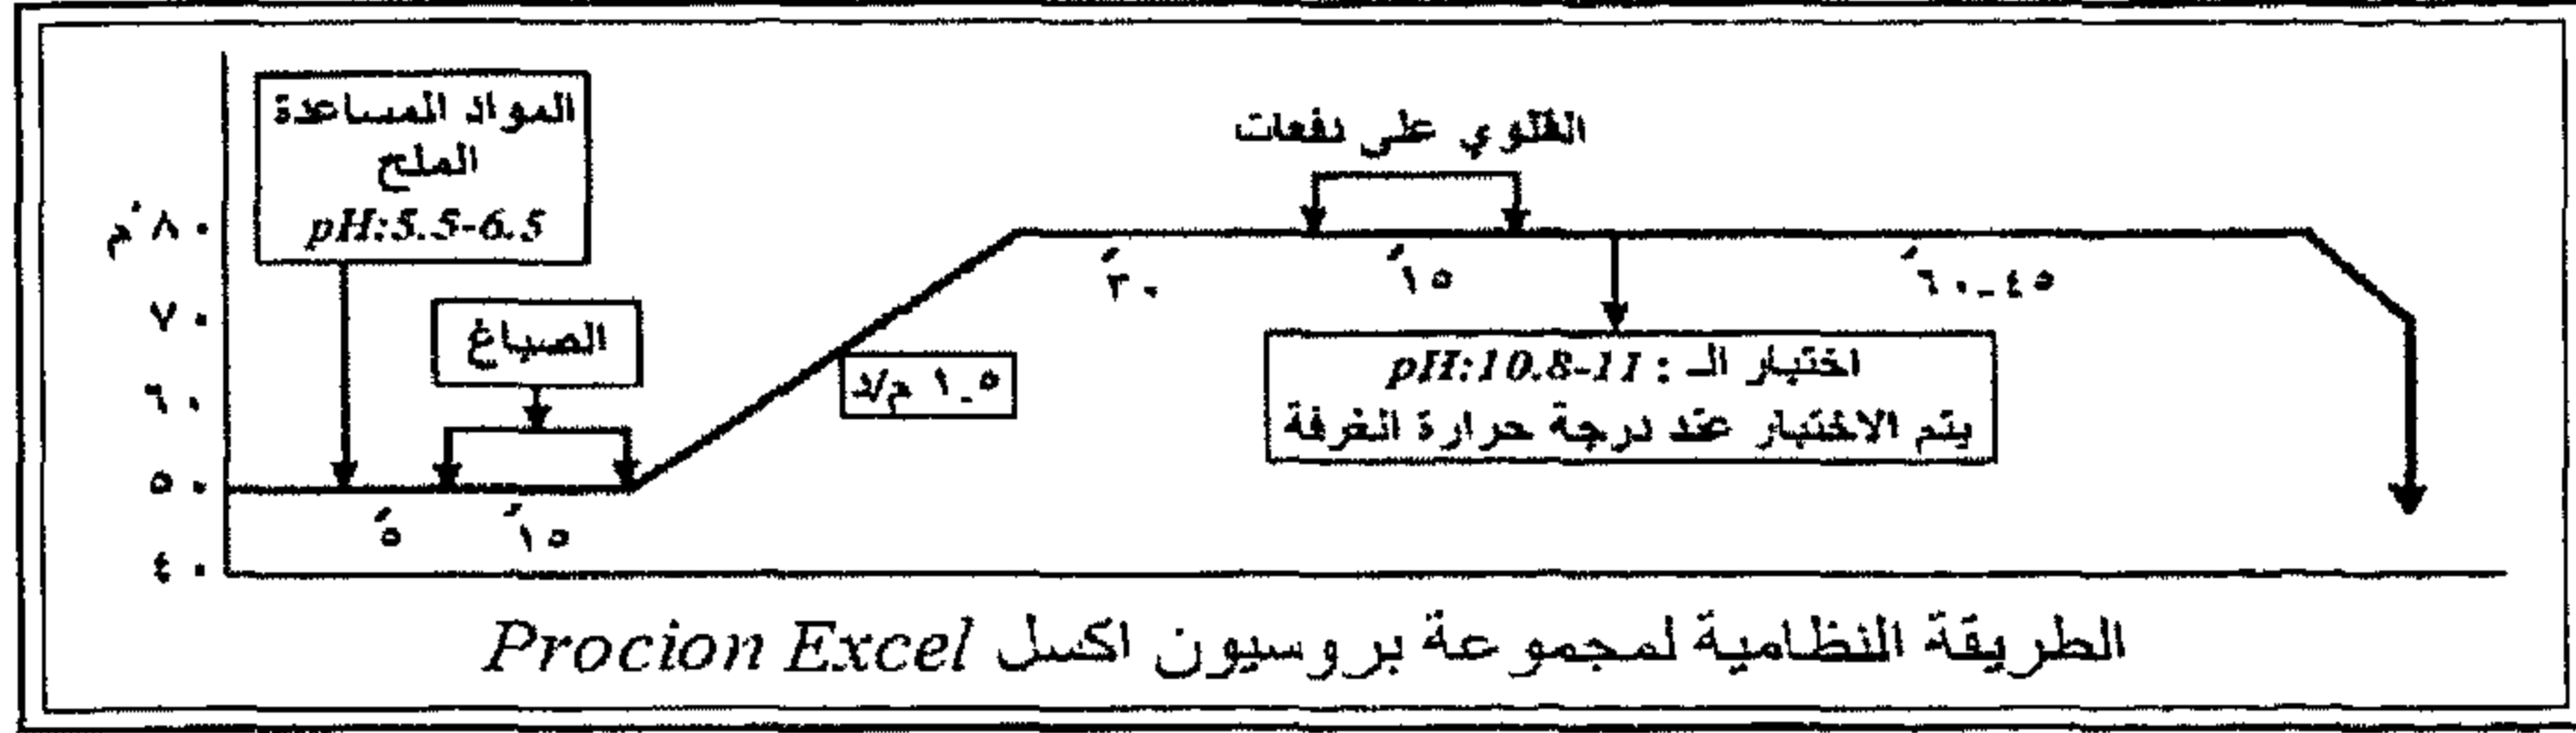 المواد المساعدة
الملح
pH:5.5-6.5
الصباغ
القلوي على دفعات
٨٠°م
٧٠
٦٠
٥٠
٤٠
٥َ
١٥َ
١-٥ م/د
٣٠َ
١٥َ
٤٥-٦٠َ
اختبار الـ : pH:10.8-11
يتم الاختبار عند درجة حرارة الغرفة
الطريقة النظامية لمجموعة بروسيون اكسل Procion Excel